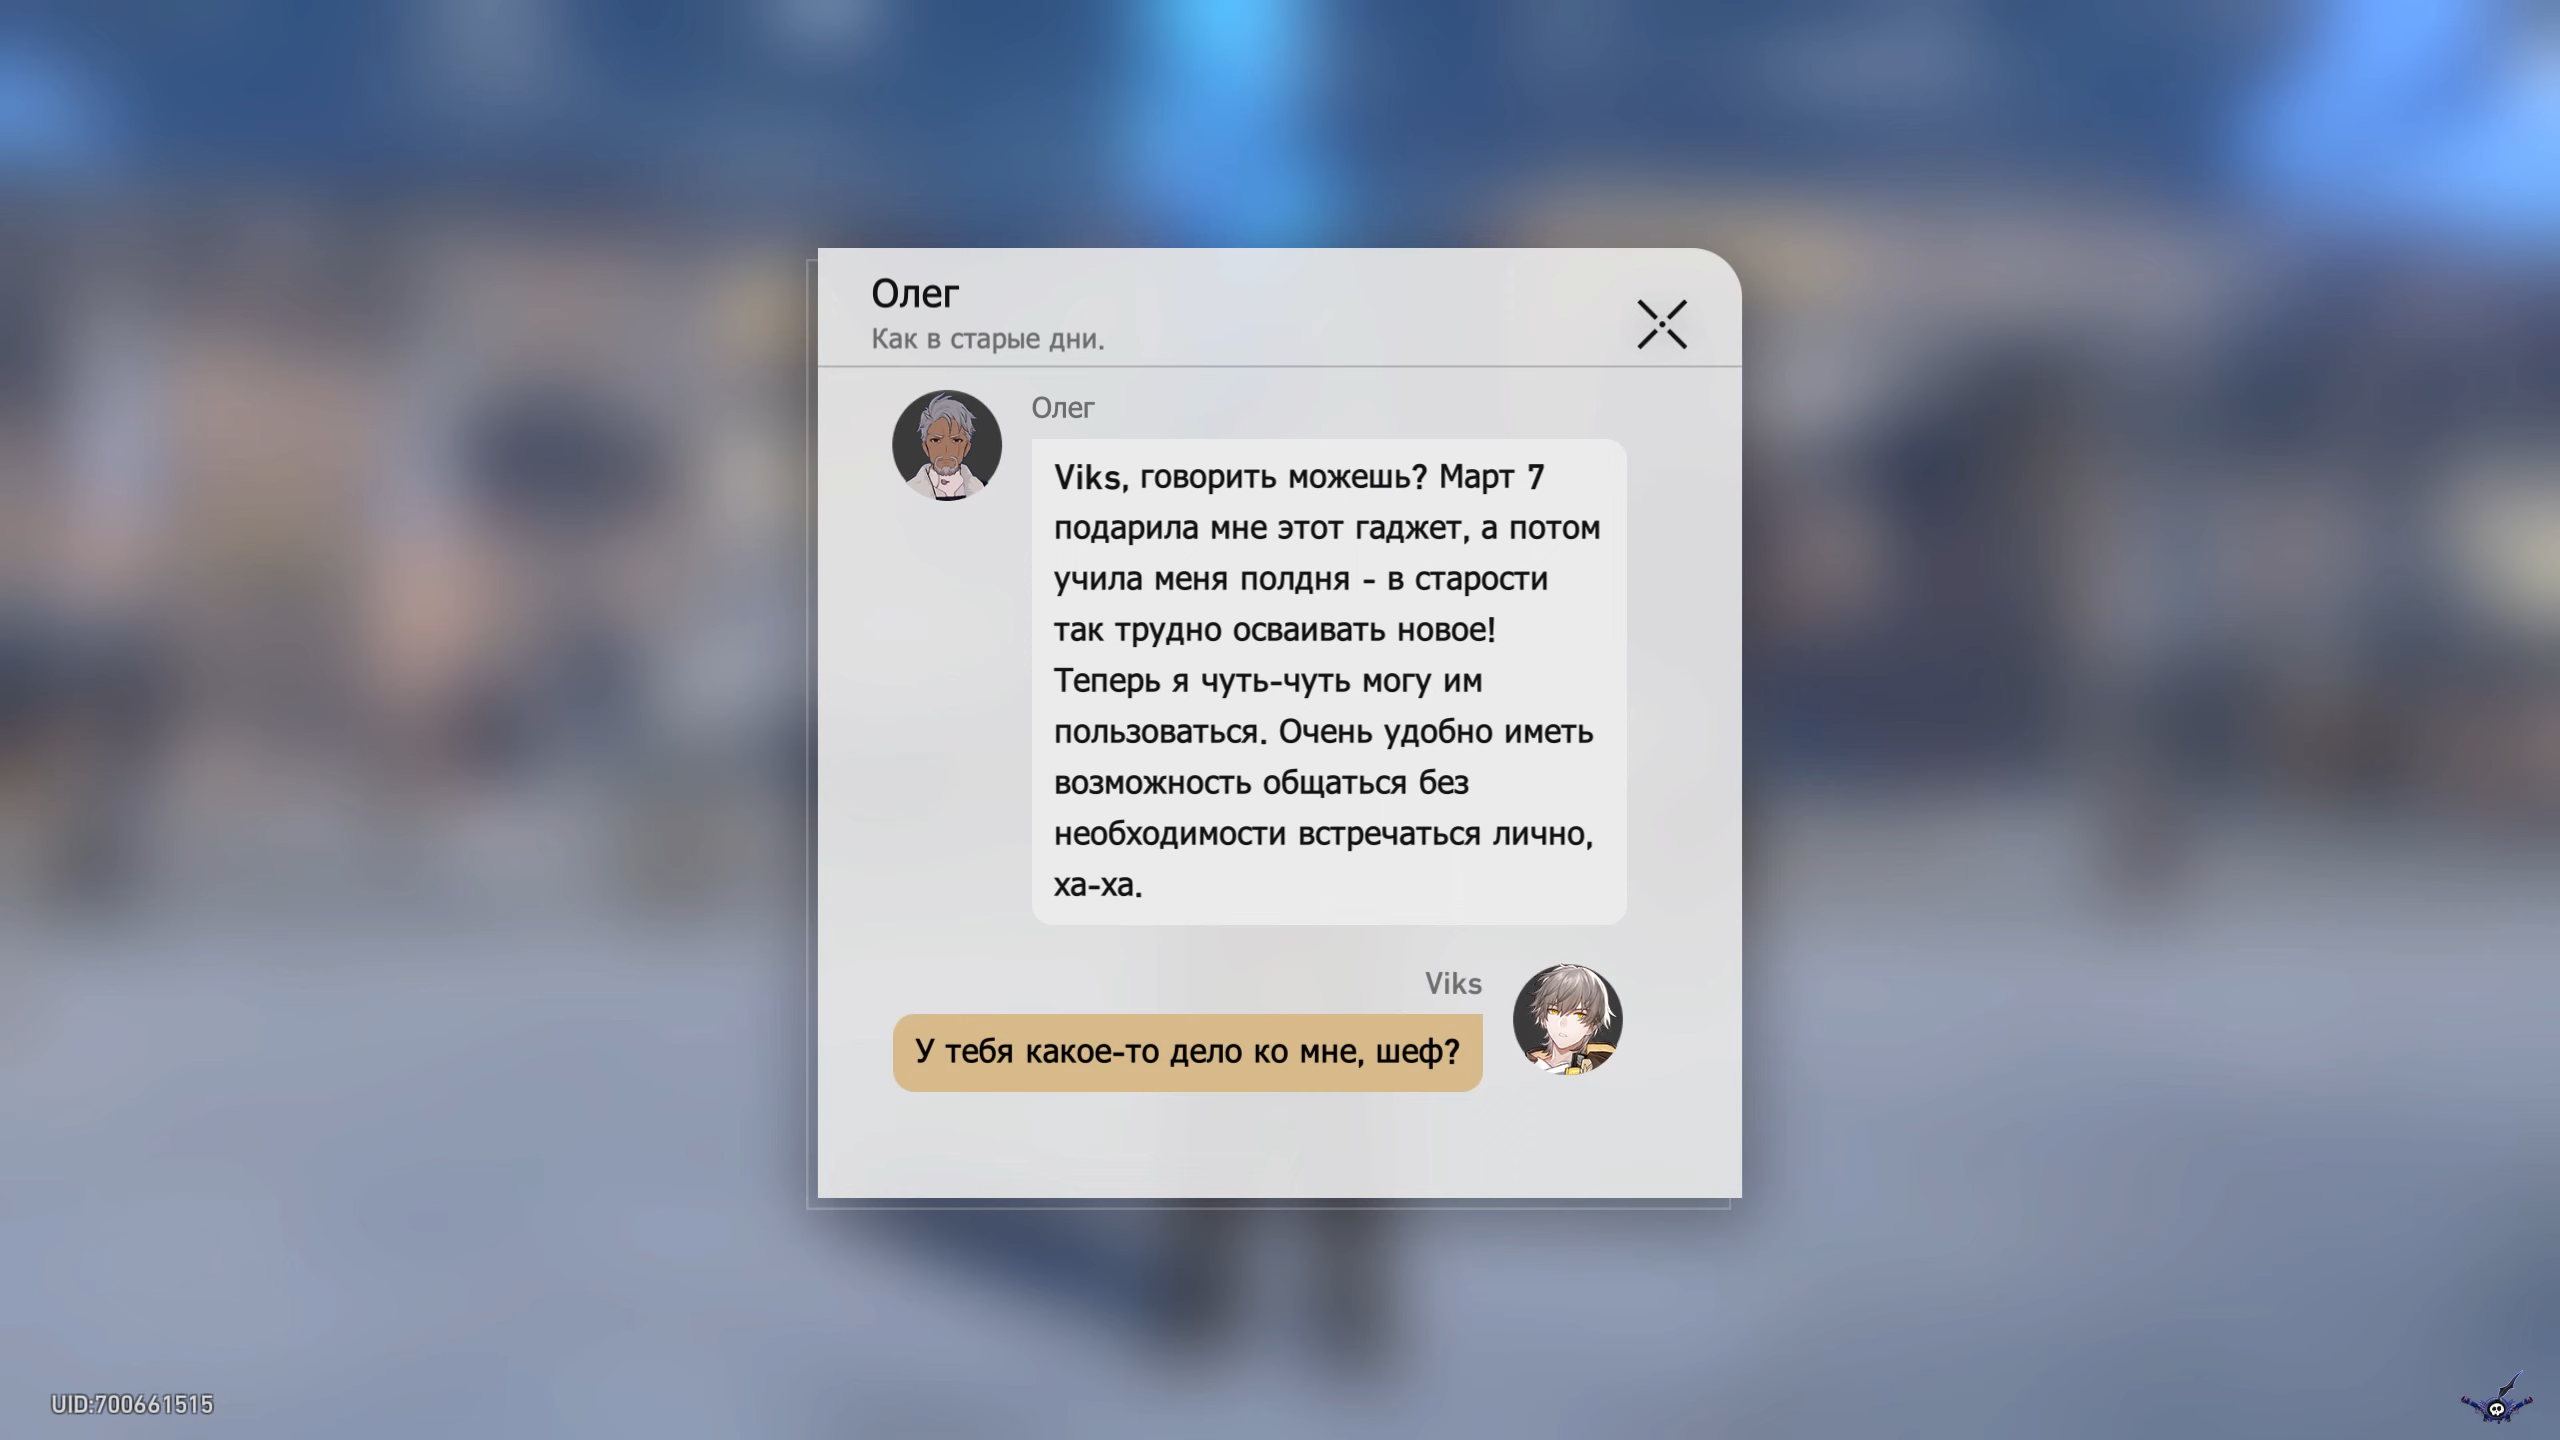 Олег
Как в старые дни.
Олег
Viks, говорить можешь? Март 7
подарила мне этот гаджет, а потом
учила меня полдня - в старости
так трудно осваивать новое!
Теперь я чуть-чуть могу им
пользоваться. Очень удобно иметь
возможность общаться без
необходимости встречаться лично,
ха-ха.
Viks
У тебя какое-то дело ко мне, шеф?
UID:700661515